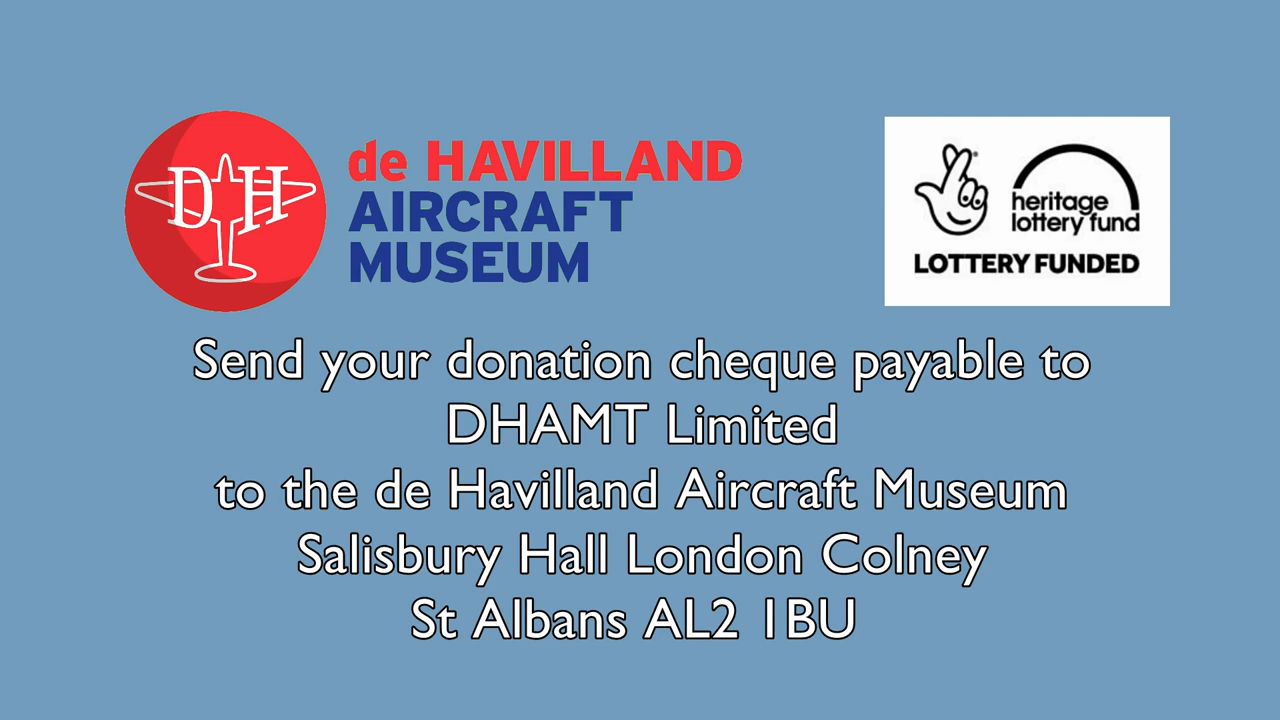 DH
de HAVILLAND
AIRCRAFT
MUSEUM
heritage
lottery fund
LOTTERY FUNDED
Send your donation cheque payable to
DHAMT Limited
to the de Havilland Aircraft Museum
Salisbury Hall London Colney
St Albans AL2 1BU